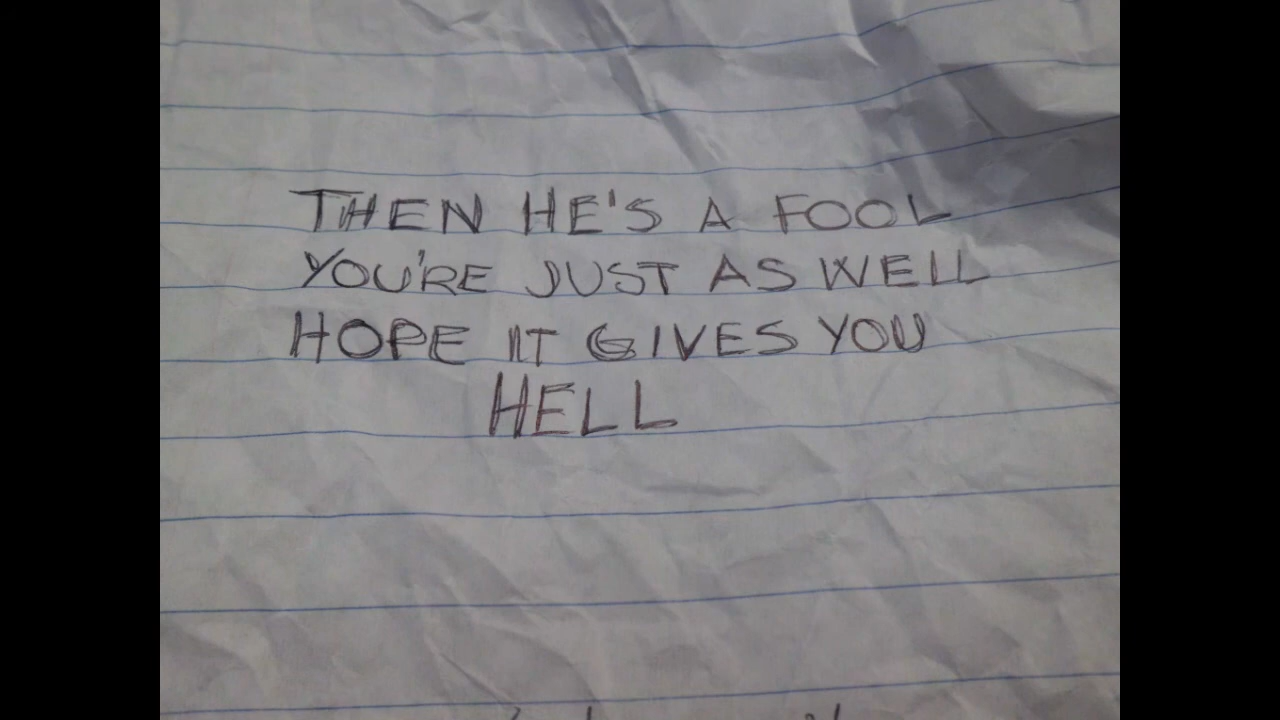 THEN HE'S A FOOL
YOU'RE JUST AS WELL
HOPE IT GIVES YOU
HELL